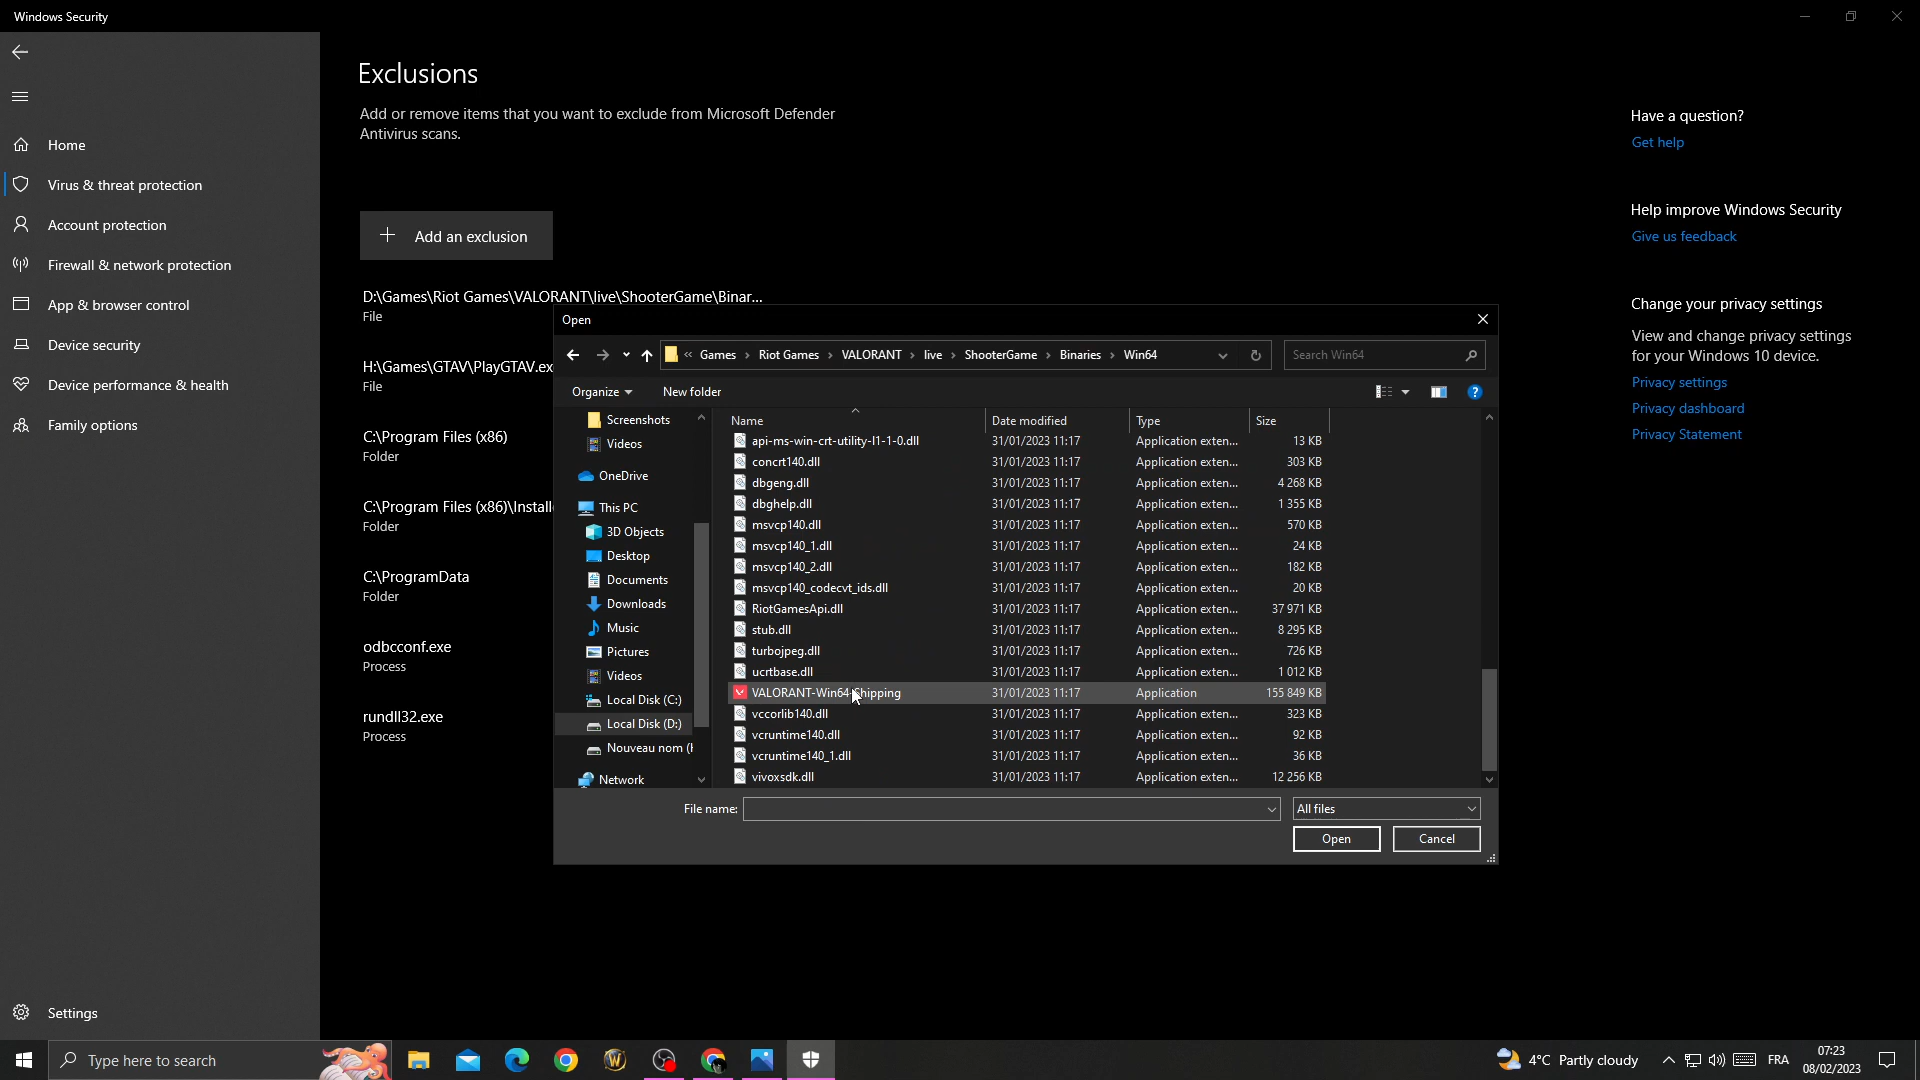 Windows Security
Home
Virus & threat protection
Account protection
Firewall & network protection
App & browser control
Device security
Device performance & health
Family options
Settings
Exclusions
Add or remove items that you want to exclude from Microsoft Defender
Antivirus scans.
Add an exclusion
D:\Games\Riot Games\VALORANT\live\ShooterGame\Binar...
File
H:\Games\GTAV\PlayGTAV.ex
File
C:\Program Files (x86)
Folder
C:\Program Files (x86)\Install
Folder
C:\ProgramData
Folder
odbcconf.exe
Process
rundll32.exe
Process
Open
« Games › Riot Games › VALORANT › live › ShooterGame › Binaries › Win64
Search Win64
Organize New folder
Screenshots
Videos
OneDrive
This PC
3D Objects
Desktop
Documents
Downloads
Music
Pictures
Videos
Local Disk (C:)
Local Disk (D:)
Nouveau nom (
Network
Name Date modified Type Size
api-ms-win-crt-utility-l1-1-0.dll 31/01/2023 11:17 Application exten... 13 KB
concrt140.dll 31/01/2023 11:17 Application exten... 303 KB
dbgeng.dll 31/01/2023 11:17 Application exten... 4 268 KB
dbghelp.dll 31/01/2023 11:17 Application exten... 1 355 KB
msvcp140.dll 31/01/2023 11:17 Application exten... 570 KB
msvcp140_1.dll 31/01/2023 11:17 Application exten... 24 KB
msvcp140_2.dll 31/01/2023 11:17 Application exten... 182 KB
msvcp140_codecvt_ids.dll 31/01/2023 11:17 Application exten... 20 KB
RiotGamesApi.dll 31/01/2023 11:17 Application exten... 37 971 KB
stub.dll 31/01/2023 11:17 Application exten... 8 295 KB
turbojpeg.dll 31/01/2023 11:17 Application exten... 726 KB
ucrtbase.dll 31/01/2023 11:17 Application exten... 1 012 KB
VALORANT-Win64-Shipping 31/01/2023 11:17 Application 155 849 KB
vccorlib140.dll 31/01/2023 11:17 Application exten... 323 KB
vcruntime140.dll 31/01/2023 11:17 Application exten... 92 KB
vcruntime140_1.dll 31/01/2023 11:17 Application exten... 36 KB
vivoxsdk.dll 31/01/2023 11:17 Application exten... 12 256 KB
File name:
All files
Open Cancel
Have a question?
Get help
Help improve Windows Security
Give us feedback
Change your privacy settings
View and change privacy settings
for your Windows 10 device.
Privacy settings
Privacy dashboard
Privacy Statement
Type here to search
4°C Partly cloudy
FRA
07:23
08/02/2023